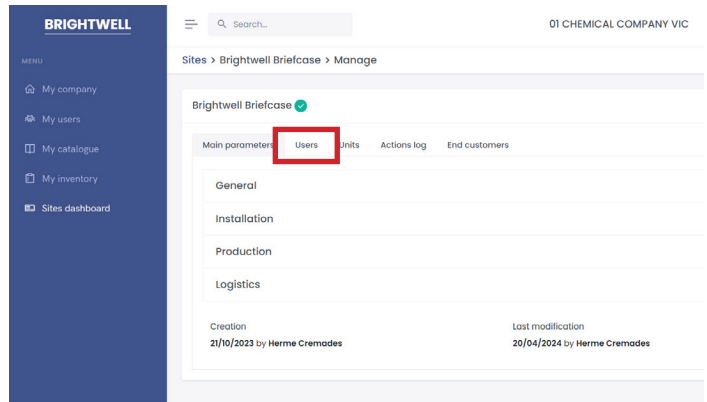 BRIGHTWELL
Search...
01 CHEMICAL COMPANY VIC
MENU
My company
My users
My catalogue
My inventory
Sites dashboard
Sites > Brightwell Briefcase > Manage
Brightwell Briefcase
Main parameters Users Units Actions log End customers
General
Installation
Production
Logistics
Creation Last modification
21/10/2023 by Herme Cremades 20/04/2024 by Herme Cremades